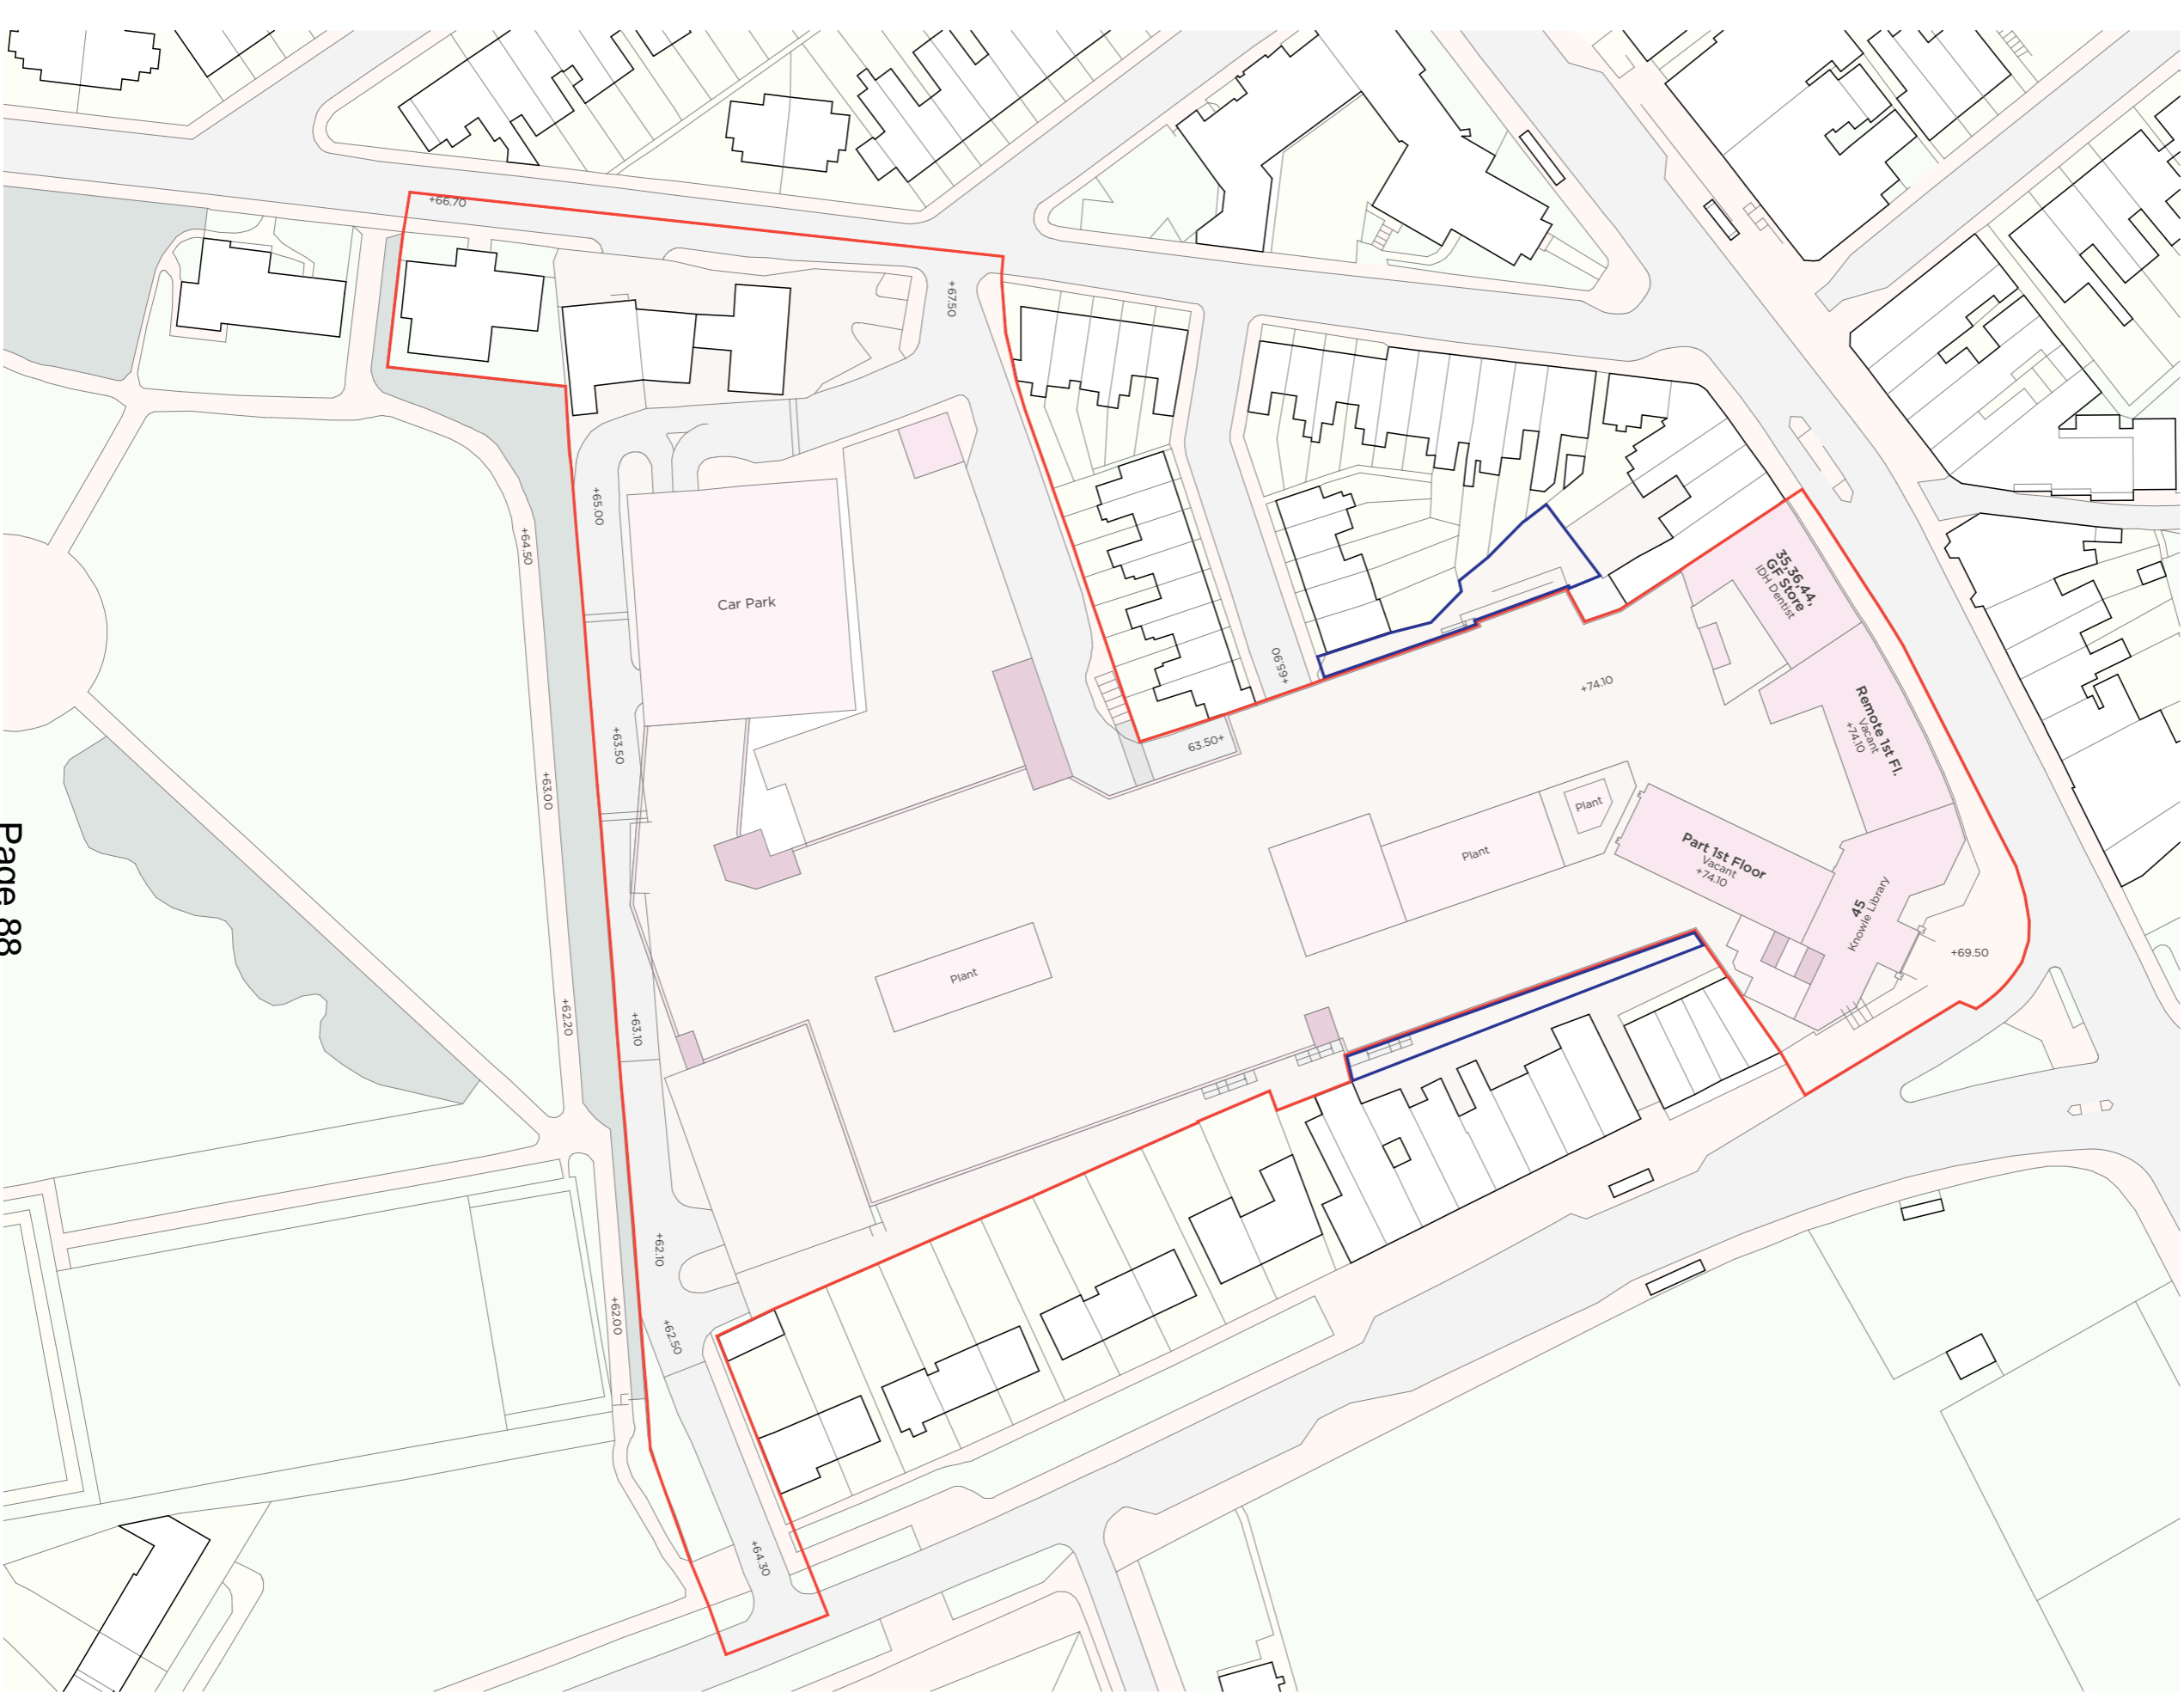 +66.70
+67.50
+65.00
+64.50
Car Park
35,36,44,
GF Store
IDH Dentist
+65.90
+74.10
Remote 1st Fl.
Vacant
+74.10
63.50+
+63.50
+63.00
Plant
Plant
Part 1st Floor
Vacant
+74.10
45
Knowle Library
Page 88
+69.50
Plant
+62.20
+63.10
+62.10
+62.00
+62.50
+64.30